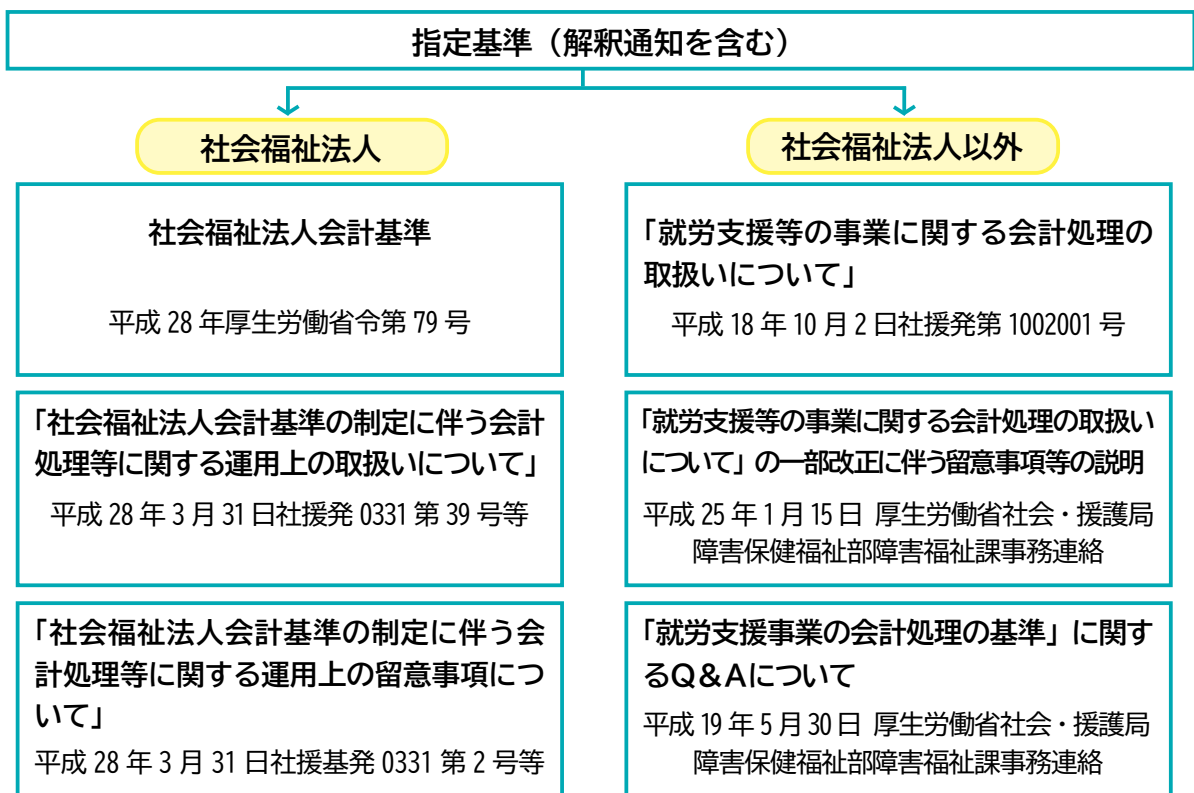 指定基準（解釈通知を含む）
社会福祉法人
社会福祉法人会計基準
平成 28 年厚生労働省令第 79 号
「社会福祉法人会計基準の制定に伴う会計
処理等に関する運用上の取扱いについて」
平成 28 年 3 月 31 日社援発 0331 第 39 号等
「社会福祉法人会計基準の制定に伴う会
計処理等に関する運用上の留意事項につ
いて」
平成 28 年 3 月 31 日社援基発 0331 第 2 号等
社会福祉法人以外
「就労支援等の事業に関する会計処理の
取扱いについて」
平成 18 年 10 月 2 日社援発第 1002001 号
「就労支援等の事業に関する会計処理の取扱い
について」の一部改正に伴う留意事項等の説明
平成 25 年 1 月 15 日 厚生労働省社会・援護局
障害保健福祉部障害福祉課事務連絡
「就労支援事業の会計処理の基準」に関す
るＱ＆Ａについて
平成 19 年 5 月 30 日 厚生労働省社会・援護局
障害保健福祉部障害福祉課事務連絡